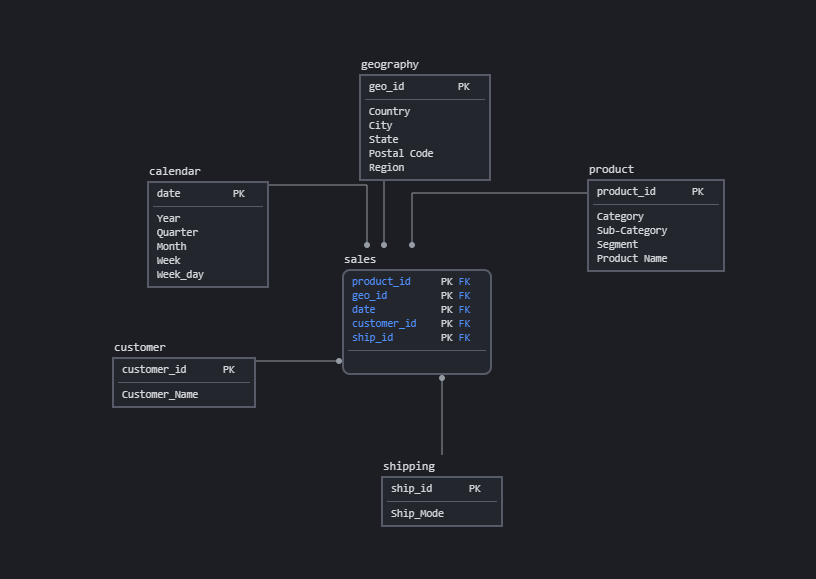 geography
geo_id PK
Country
City
State
Postal Code
Region
calendar
date PK
Year
Quarter
Month
Week
Week_day
product
product_id PK
Category
Sub-Category
Segment
Product Name
sales
product_id PK FK
geo_id PK FK
date PK FK
customer_id PK FK
ship_id PK FK
customer
customer_id PK
Customer_Name
shipping
ship_id PK
Ship_Mode